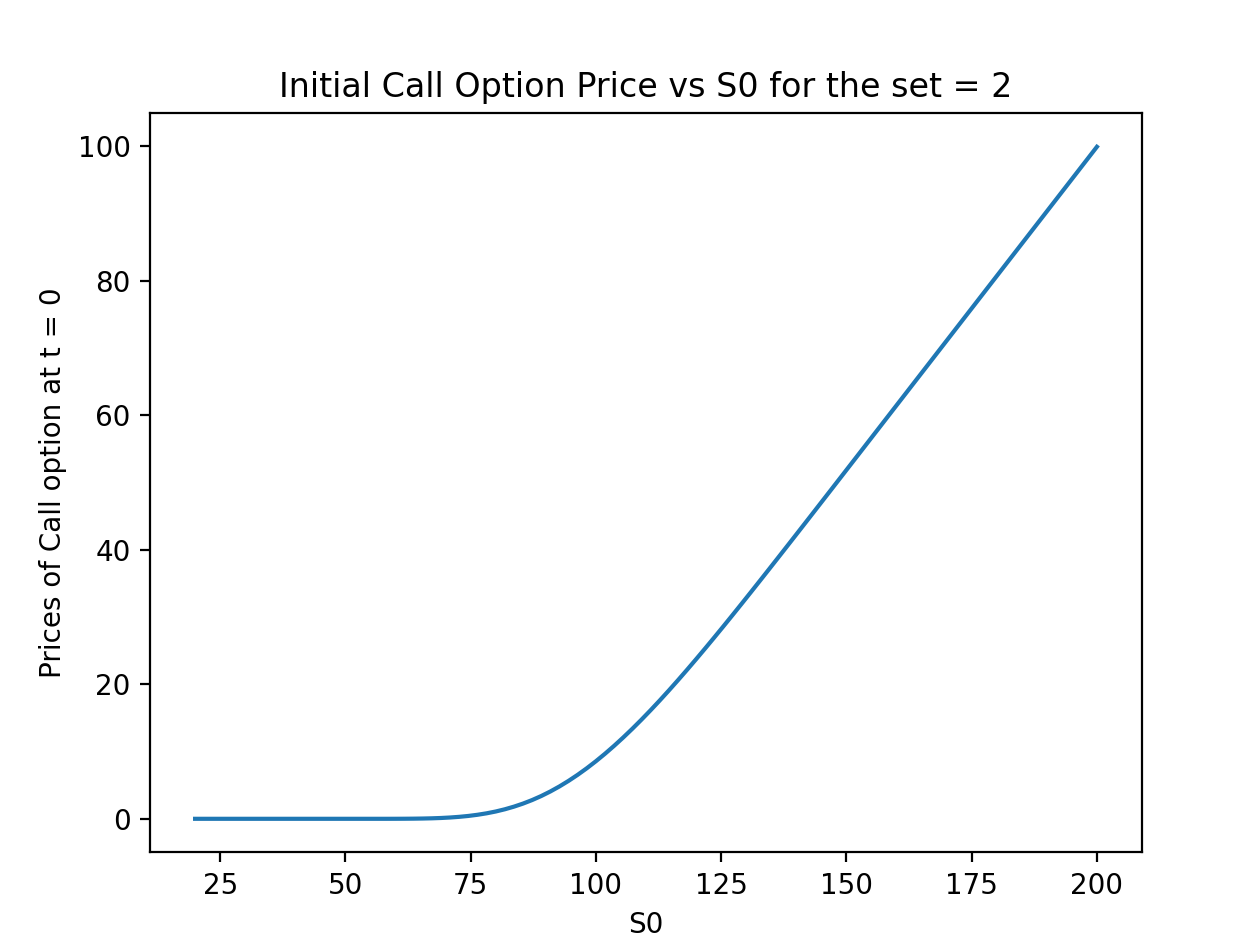 Initial Call Option Price vs S0 for the set = 2
Prices of Call option at t = 0
100
80
60
40
20
0
25 50 75 100 125 150 175 200
S0